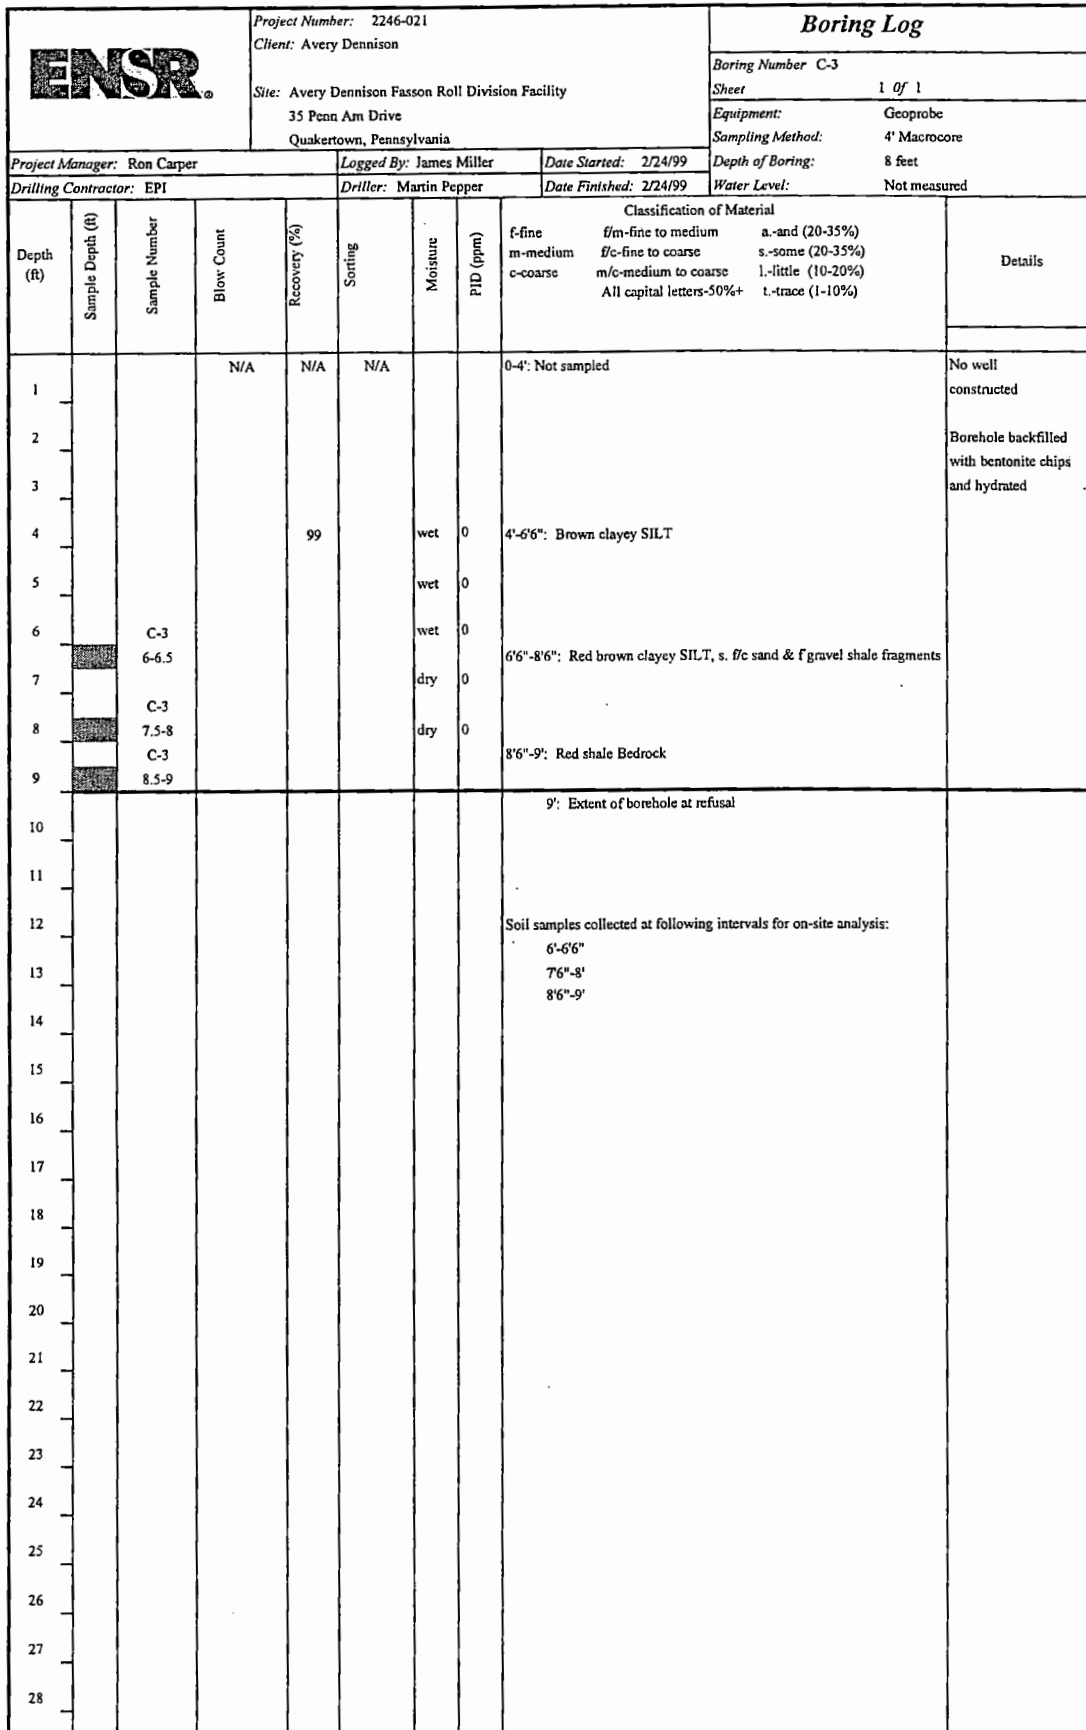 ENSR®
Project Number: 2246-021
Client: Avery Dennison
Site: Avery Dennison Fasson Roll Division Facility
35 Penn Am Drive
Quakertown, Pennsylvania
Boring Log
Boring Number C-3
Sheet 1 Of 1
Equipment: Geoprobe
Sampling Method: 4' Macrocore
Depth of Boring: 8 feet
Water Level: Not measured
Project Manager: Ron Carper Logged By: James Miller Date Started: 2/24/99
Drilling Contractor: EPI Driller: Martin Pepper Date Finished: 2/24/99
Depth (ft)
Sample Depth (ft)
Sample Number
Blow Count
Recovery (%)
Sorting
Moisture
PID (ppm)
Classification of Material
f-fine f/m-fine to medium a.-and (20-35%)
m-medium f/c-fine to coarse s.-some (20-35%)
c-coarse m/c-medium to coarse l.-little (10-20%)
All capital letters-50%+ t.-trace (1-10%)
Details
N/A N/A N/A 0-4': Not sampled No well
1 constructed
2 Borehole backfilled
with bentonite chips
3 and hydrated
4 99 wet 0 4'-6'6": Brown clayey SILT
5 wet 0
6 C-3 wet 0
6-6.5 6'6"-8'6": Red brown clayey SILT, s. f/c sand & f gravel shale fragments
7 dry 0
C-3
8 7.5-8 dry 0
C-3 8'6"-9': Red shale Bedrock
9 8.5-9
9': Extent of borehole at refusal
10
11
12 Soil samples collected at following intervals for on-site analysis:
6'-6'6"
13 7'6"-8'
8'6"-9'
14
15
16
17
18
19
20
21
22
23
24
25
26
27
28